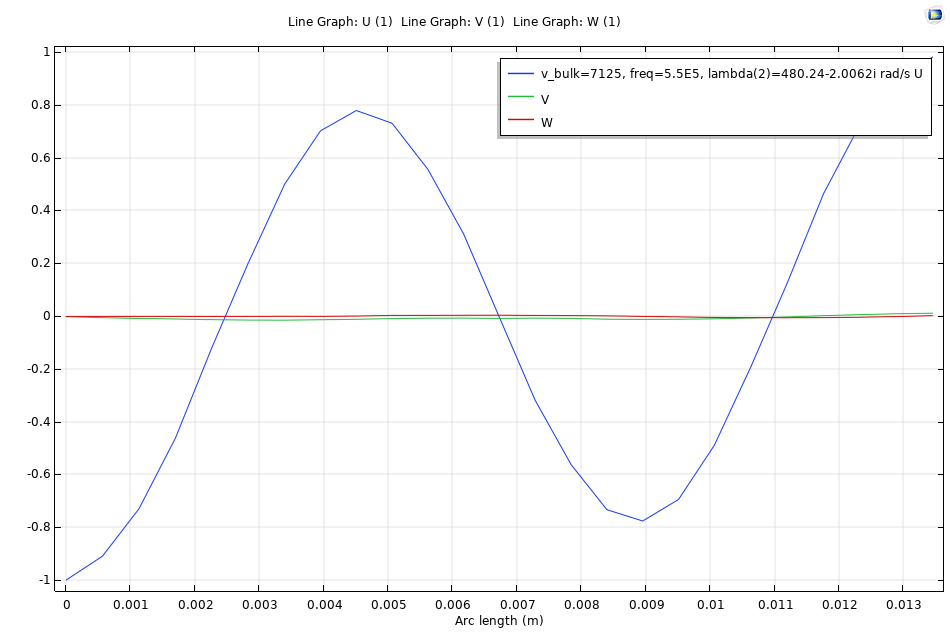 Line Graph: U (1)  Line Graph: V (1)  Line Graph: W (1)
v_bulk=7125, freq=5.5E5, lambda(2)=480.24-2.0062i rad/s U
V
W
1
0.8
0.6
0.4
0.2
0
-0.2
-0.4
-0.6
-0.8
-1
0 0.001 0.002 0.003 0.004 0.005 0.006 0.007 0.008 0.009 0.01 0.011 0.012 0.013
Arc length (m)